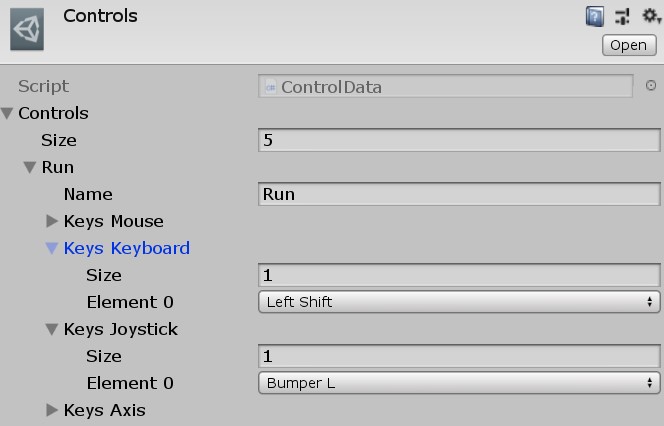 Controls
Open
Script ControlData
Controls
Size 5
Run
Name Run
Keys Mouse
Keys Keyboard
Size 1
Element 0 Left Shift
Keys Joystick
Size 1
Element 0 Bumper L
Keys Axis